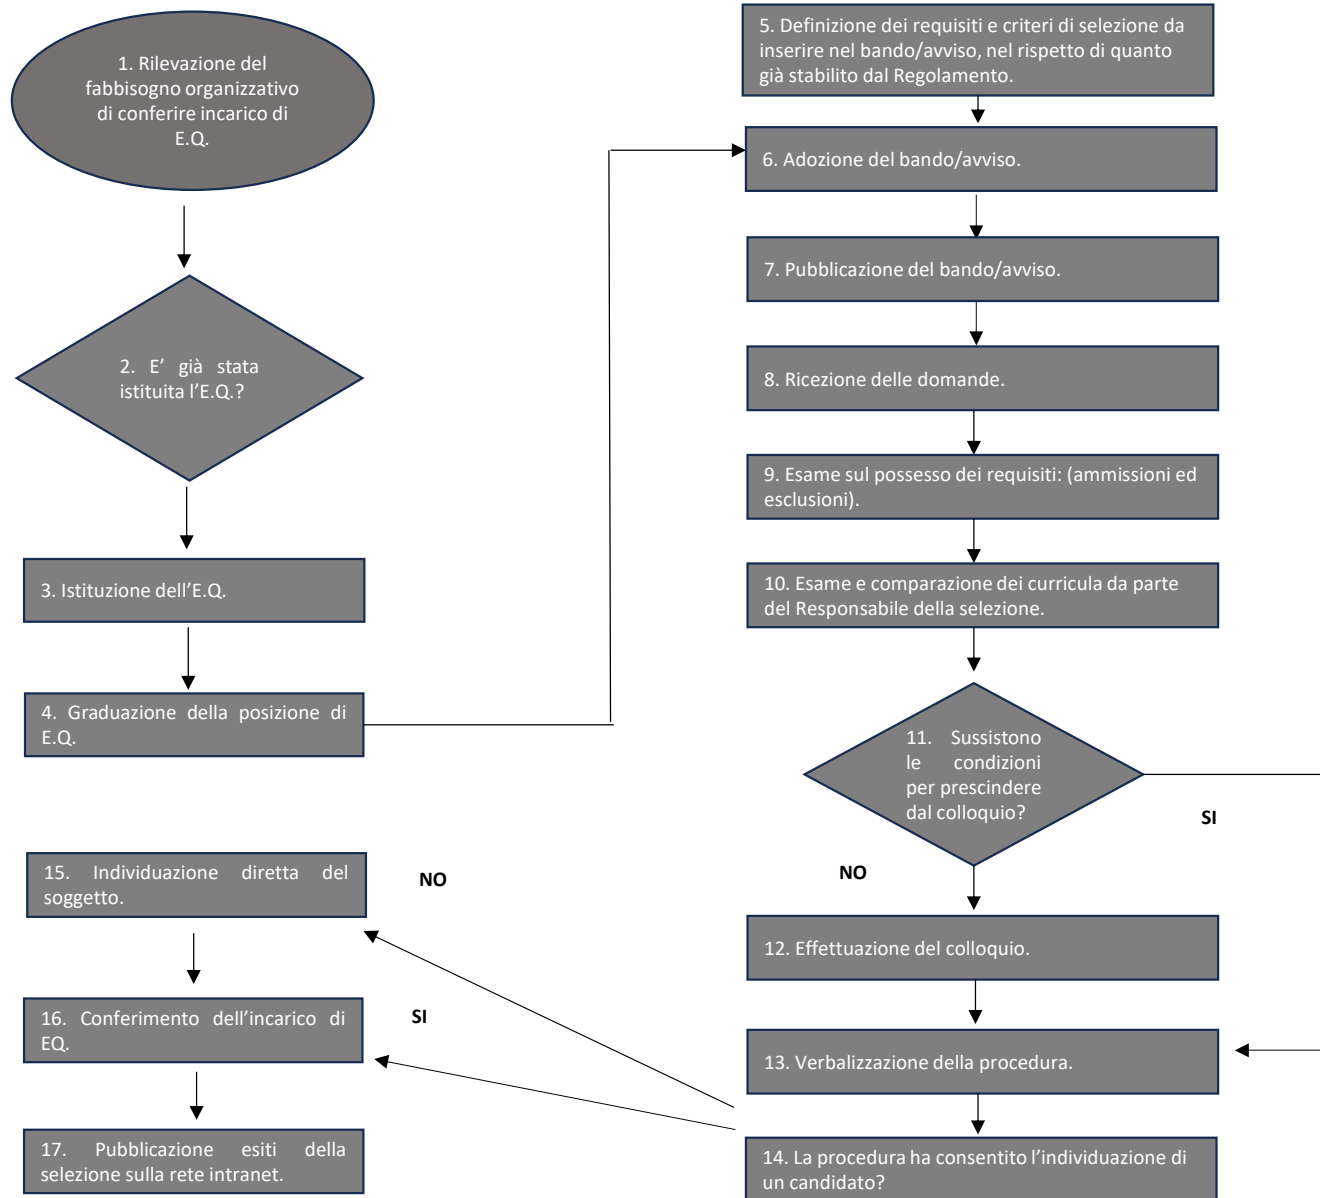 1. Rilevazione del
fabbisogno organizzativo
di conferire incarico di
E.Q.
2. E’ già stata
istituita l’E.Q.?
3. Istituzione dell’E.Q.
4. Graduazione della posizione di
E.Q.
5. Definizione dei requisiti e criteri di selezione da
inserire nel bando/avviso, nel rispetto di quanto
già stabilito dal Regolamento.
6. Adozione del bando/avviso.
7. Pubblicazione del bando/avviso.
8. Ricezione delle domande.
9. Esame sul possesso dei requisiti: (ammissioni ed
esclusioni).
10. Esame e comparazione dei curricula da parte
del Responsabile della selezione.
11. Sussistono
le condizioni
per prescindere
dal colloquio?
SI
NO
12. Effettuazione del colloquio.
13. Verbalizzazione della procedura.
14. La procedura ha consentito l’individuazione di
un candidato?
NO
15. Individuazione diretta del
soggetto.
SI
16. Conferimento dell’incarico di
EQ.
17. Pubblicazione esiti della
selezione sulla rete intranet.